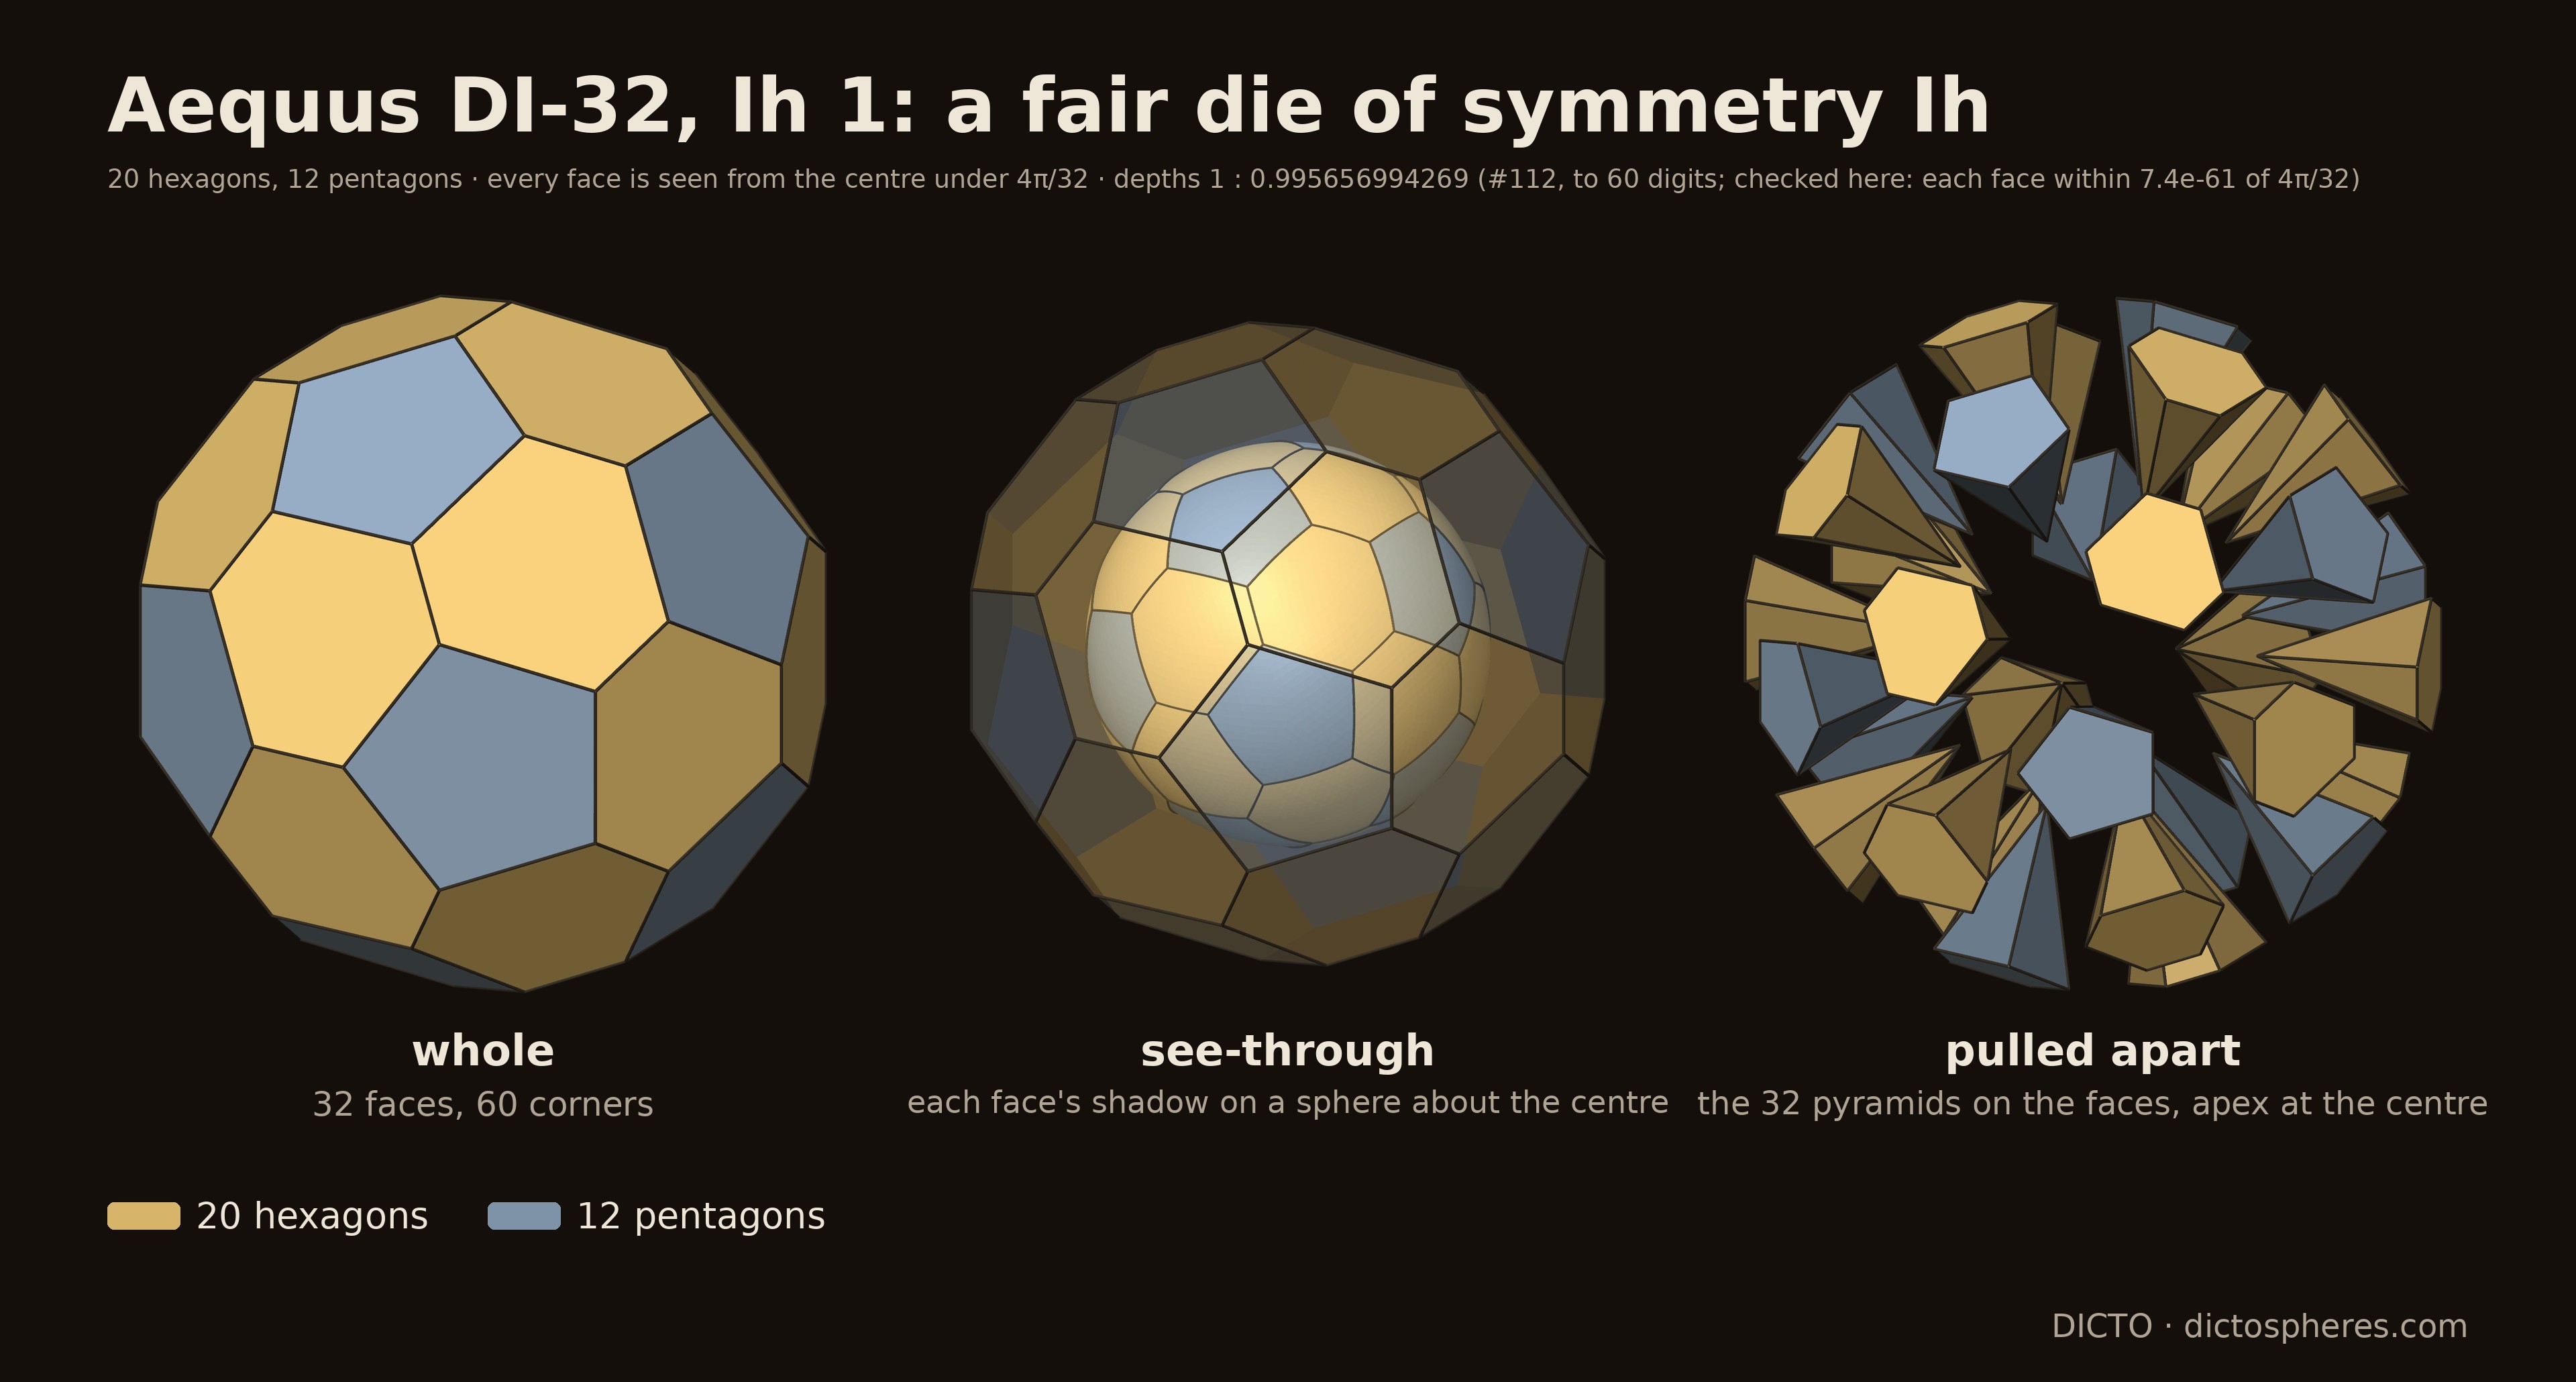 Aequus DI-32, Ih 1: a fair die of symmetry Ih
20 hexagons, 12 pentagons · every face is seen from the centre under 4π/32 · depths 1 : 0.995656994269 (#112, to 60 digits; checked here: each face within 7.4e-61 of 4π/32)
whole
32 faces, 60 corners
see-through
each face's shadow on a sphere about the centre
pulled apart
the 32 pyramids on the faces, apex at the centre
20 hexagons
12 pentagons
DICTO · dictospheres.com